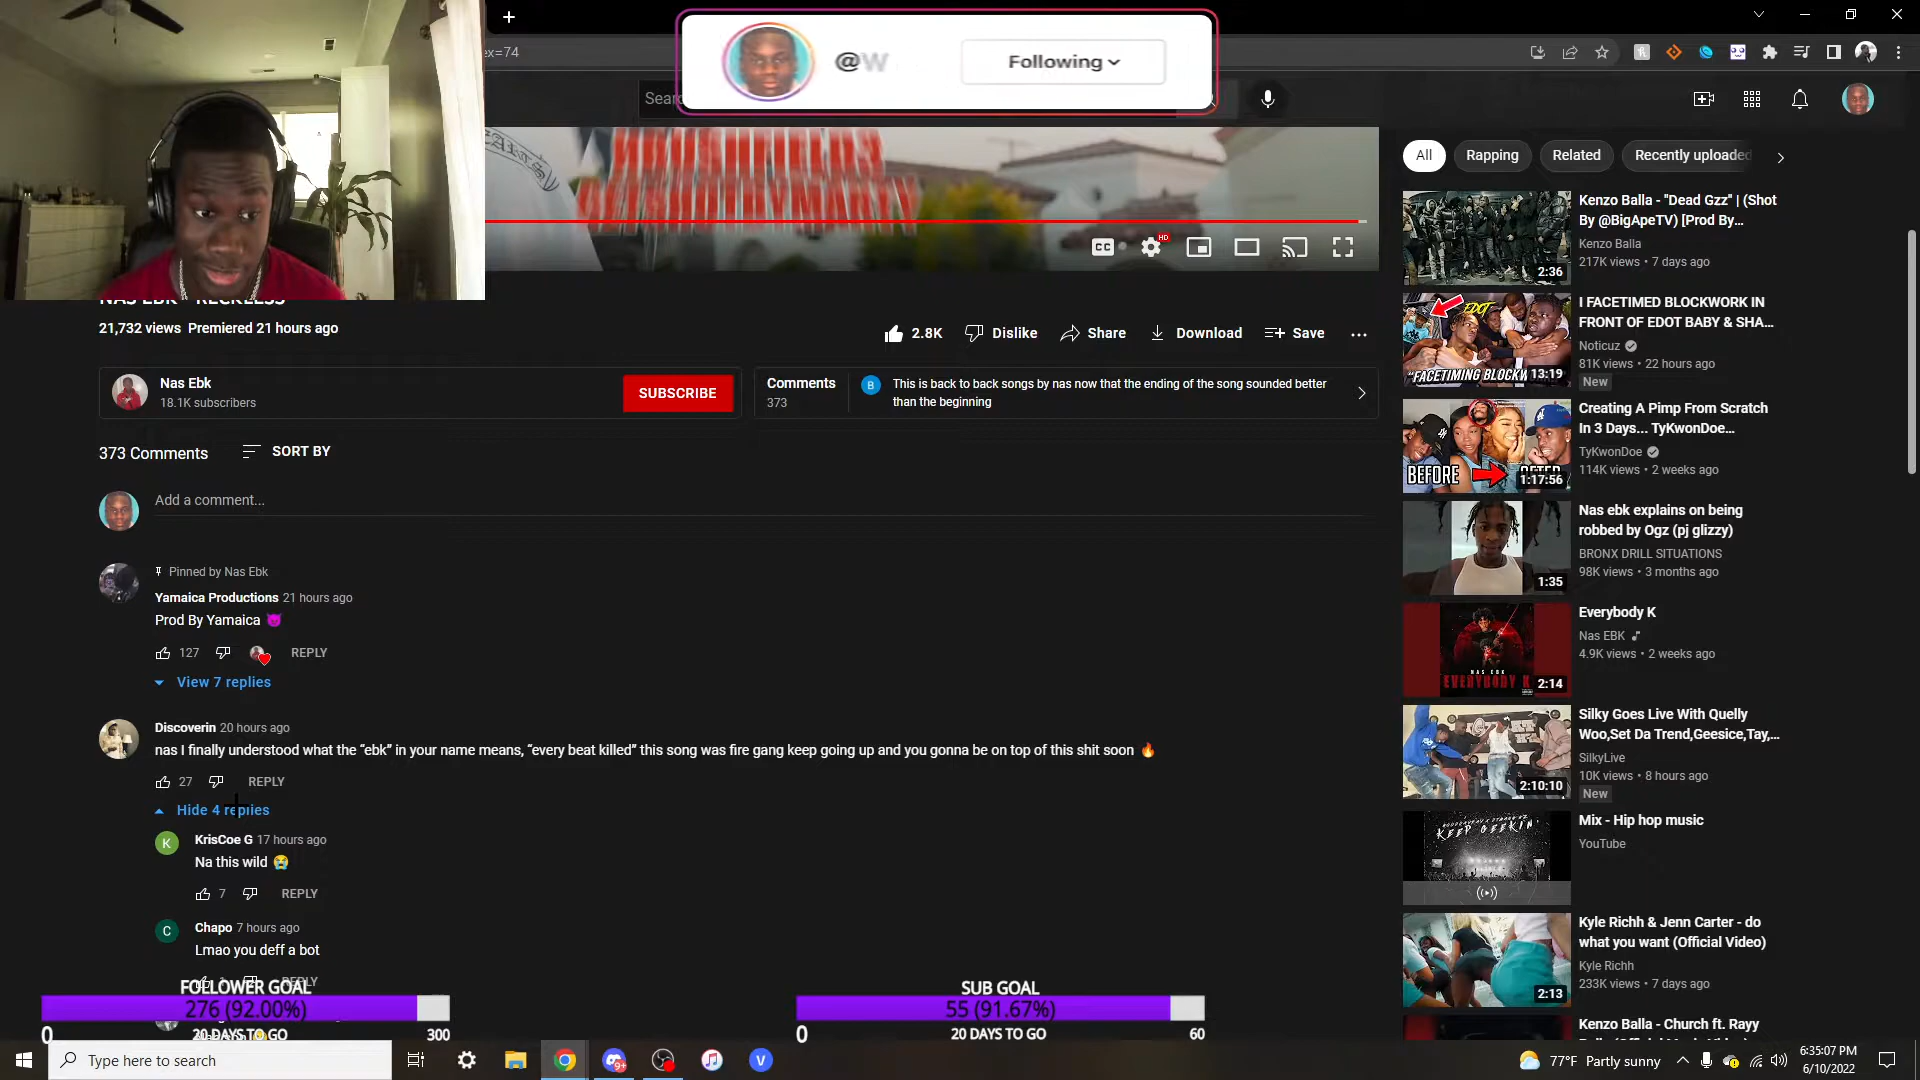 ex=74
@W
Following
Sear
All
Rapping
Related
Recently uploaded
21,732 views Premiered 21 hours ago
2.8K
Dislike
Share
Download
Save
Nas Ebk
18.1K subscribers
SUBSCRIBE
Comments
373
B
This is back to back songs by nas now that the ending of the song sounded better
than the beginning
373 Comments
SORT BY
Add a comment...
Pinned by Nas Ebk
Yamaica Productions 21 hours ago
Prod By Yamaica 😈
127
REPLY
View 7 replies
Discoverin 20 hours ago
nas I finally understood what the “ebk” in your name means, “every beat killed” this song was fire gang keep going up and you gonna be on top of this shit soon 🔥
27
REPLY
Hide 4 replies
K
KrisCoe G 17 hours ago
Na this wild 😭
7
REPLY
C
Chapo 7 hours ago
Lmao you deff a bot
REPLY
FOLLOWER GOAL
276 (92.00%)
0
20 DAYS TO GO
300
SUB GOAL
55 (91.67%)
0
20 DAYS TO GO
60
CC
HD
2:36
Kenzo Balla - "Dead Gzz" | (Shot
By @BigApeTV) [Prod By...
Kenzo Balla
217K views • 7 days ago
EDOT
"FACETIMING BLOCKW
13:19
I FACETIMED BLOCKWORK IN
FRONT OF EDOT BABY & SHA...
Noticuz
81K views • 22 hours ago
New
BEFORE
AFTER
1:17:56
Creating A Pimp From Scratch
In 3 Days... TyKwonDoe...
TyKwonDoe
114K views • 2 weeks ago
1:35
Nas ebk explains on being
robbed by Ogz (pj glizzy)
BRONX DRILL SITUATIONS
98K views • 3 months ago
NAS EBK
EVERYBODY K
2:14
Everybody K
Nas EBK
4.9K views • 2 weeks ago
2:10:10
Silky Goes Live With Quelly
Woo,Set Da Trend,Geesice,Tay,...
SilkyLive
10K views • 8 hours ago
New
KEEP GEEKIN
Mix - Hip hop music
YouTube
2:13
Kyle Richh & Jenn Carter - do
what you want (Official Video)
Kyle Richh
233K views • 7 days ago
Kenzo Balla - Church ft. Rayy
Type here to search
9+
V
77°F Partly sunny
6:35:07 PM
6/10/2022